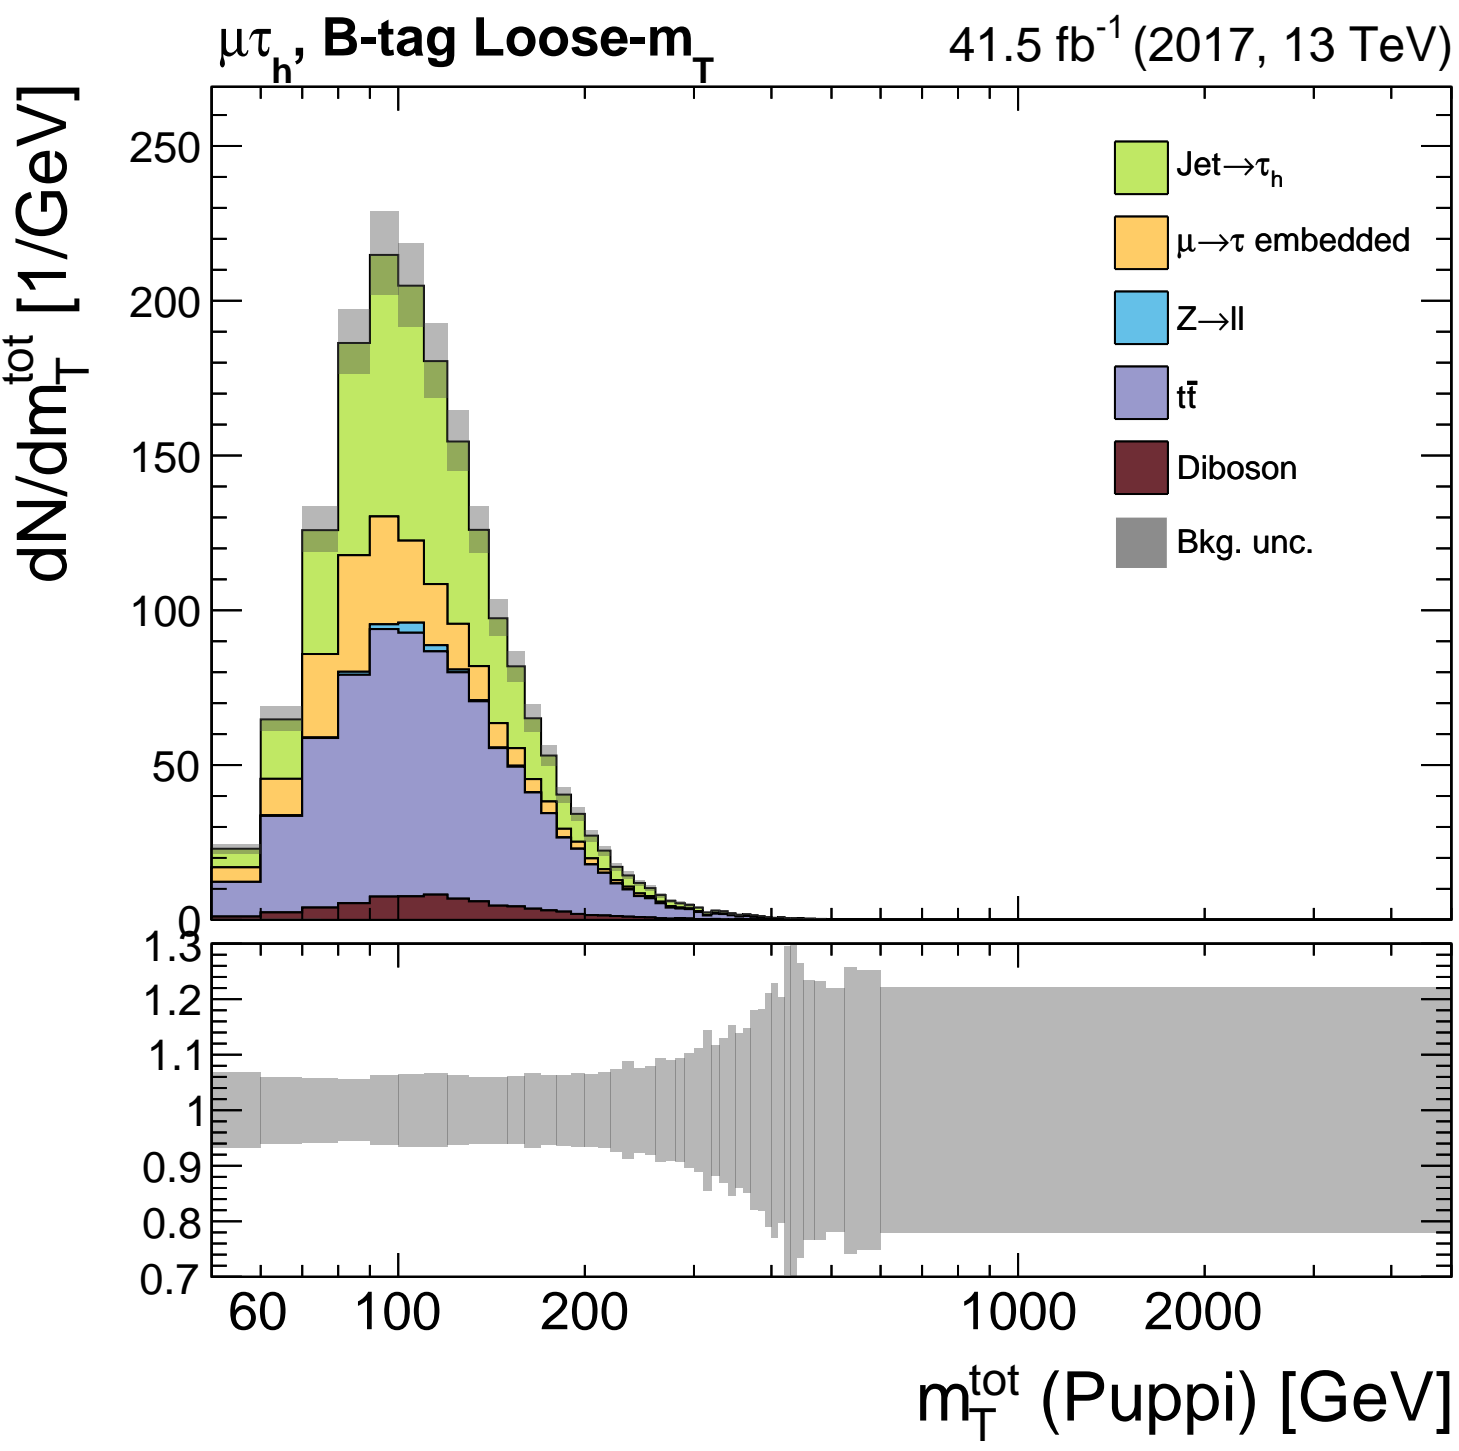 μτh, B-tag Loose-mT
41.5 fb-1 (2017, 13 TeV)
dN/dmTtot [1/GeV]
250
200
150
100
50
0
Jet→τh
μ→τ embedded
Z→ll
tt̄
Diboson
Bkg. unc.
1.3
1.2
1.1
1
0.9
0.8
0.7
60 100 200 1000 2000
mTtot (Puppi) [GeV]